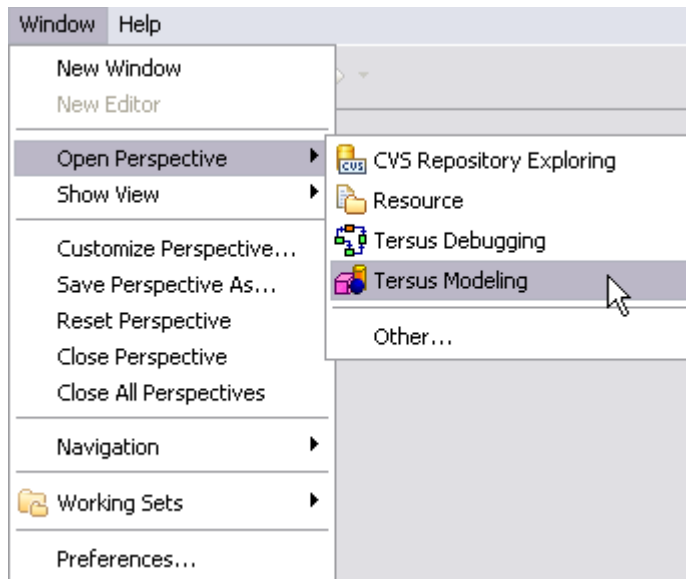 Window Help
New Window
New Editor
Open Perspective
Show View
Customize Perspective...
Save Perspective As...
Reset Perspective
Close Perspective
Close All Perspectives
Navigation
Working Sets
Preferences...
CVS CVS Repository Exploring
Resource
Tersus Debugging
Tersus Modeling
Other...